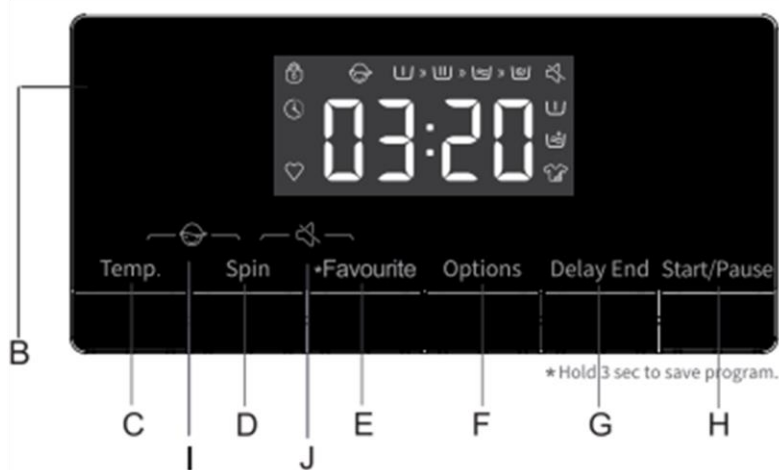 03:20
Temp. Spin *Favourite Options Delay End Start/Pause
*Hold 3 sec to save program.
B
C D E F G H
I J